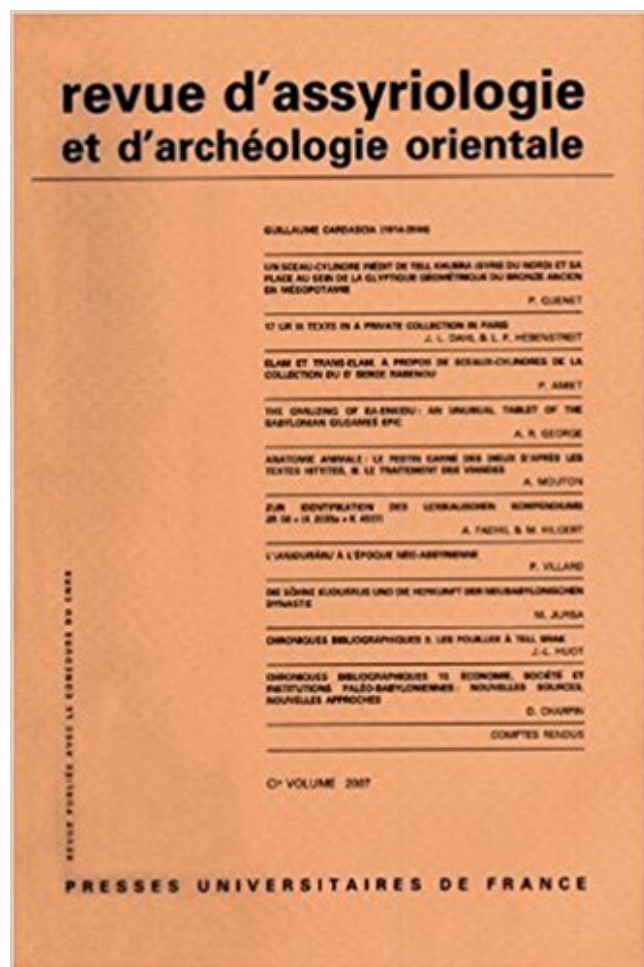 revue d'assyriologie
et d'archéologie orientale
GUILLAUME CARDASCIA
UN SCEAU-CYLINDRE INÉDIT DE TELL KHUERA (SYRIE DU NORD) ET SA
PLACE AU SEIN DE LA GLYPTIQUE GÉOMÉTRIQUE DU BRONZE ANCIEN
EN MÉSOPOTAMIE
P. QUENET
17 UR III TEXTS IN A PRIVATE COLLECTION IN PARIS
J. L. DAHL & L. F. HEBENSTREIT
ELAM ET TRANS-ELAM. À PROPOS DE SCEAUX-CYLINDRES DE LA
COLLECTION DU SERGE RABENOU
P. AMIET
THE CIVILIZING OF EA-ENKIDU: AN UNUSUAL TABLET OF THE
BABYLONIAN GILGAMEŠ EPIC
A. R. GEORGE
ANATOMIE ANIMALE: LE FESTIN CARNÉ DES DIEUX D'APRÈS LES
TEXTES HITTITES, III. LE TRAITEMENT DES VIANDES
A. MOUTON
ZUR IDENTIFIKATION DES LEXIKALISCHEN KOMPENDIUMS
A. FADHIL & M. HILGERT
À L'ÉPOQUE NÉO-ASSYRIENNE
P. VILLARD
DIE SÖHNE KUDURRUS UND DIE HERKUNFT DER NEUBABYLONISCHEN
DYNASTIE
M. JURSA
CHRONIQUES BIBLIOGRAPHIQUES 9. LES FOUILLES À TELL BRAK
J.-L. HUOT
CHRONIQUES BIBLIOGRAPHIQUES 10. ÉCONOMIE, SOCIÉTÉ ET
INSTITUTIONS PALÉO-BABYLONIENNES: NOUVELLES SOURCES,
NOUVELLES APPROCHES
D. CHARPIN
COMPTES RENDUS
CIe VOLUME 2007
REVUE PUBLIÉE AVEC LE CONCOURS DU CNRS
PRESSES UNIVERSITAIRES DE FRANCE